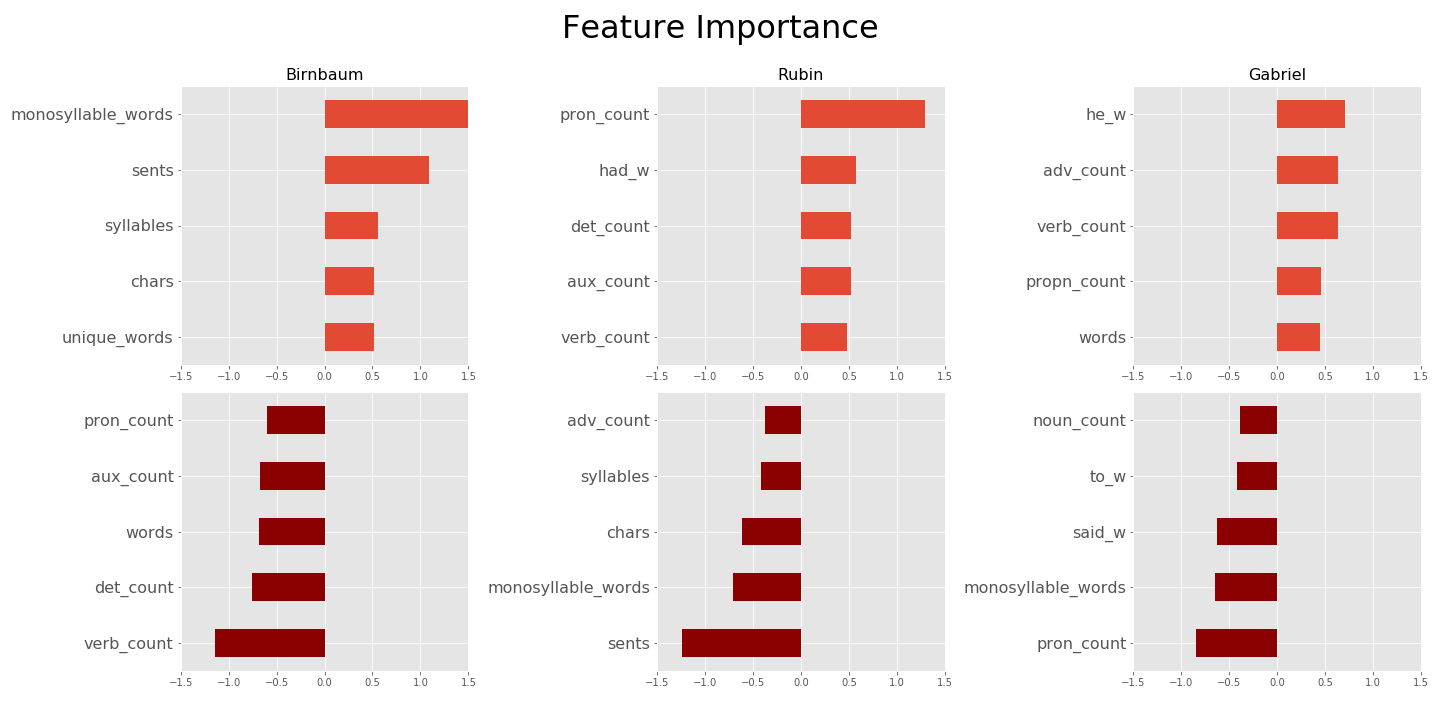 Feature Importance
Birnbaum
monosyllable_words
sents
syllables
chars
unique_words
−1.5 −1.0 −0.5 0.0 0.5 1.0 1.5
Rubin
pron_count
had_w
det_count
aux_count
verb_count
−1.5 −1.0 −0.5 0.0 0.5 1.0 1.5
Gabriel
he_w
adv_count
verb_count
propn_count
words
−1.5 −1.0 −0.5 0.0 0.5 1.0 1.5
pron_count
aux_count
words
det_count
verb_count
−1.5 −1.0 −0.5 0.0 0.5 1.0 1.5
adv_count
syllables
chars
monosyllable_words
sents
−1.5 −1.0 −0.5 0.0 0.5 1.0 1.5
noun_count
to_w
said_w
monosyllable_words
pron_count
−1.5 −1.0 −0.5 0.0 0.5 1.0 1.5